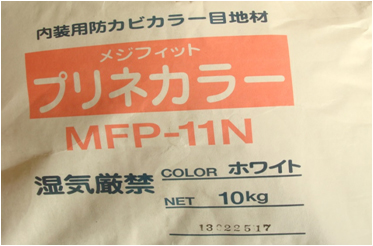 内装用防カビカラー目地材
メジフィット
プリネカラー
MFP-11N
湿気厳禁
COLOR ホワイト
NET 10kg
13822517